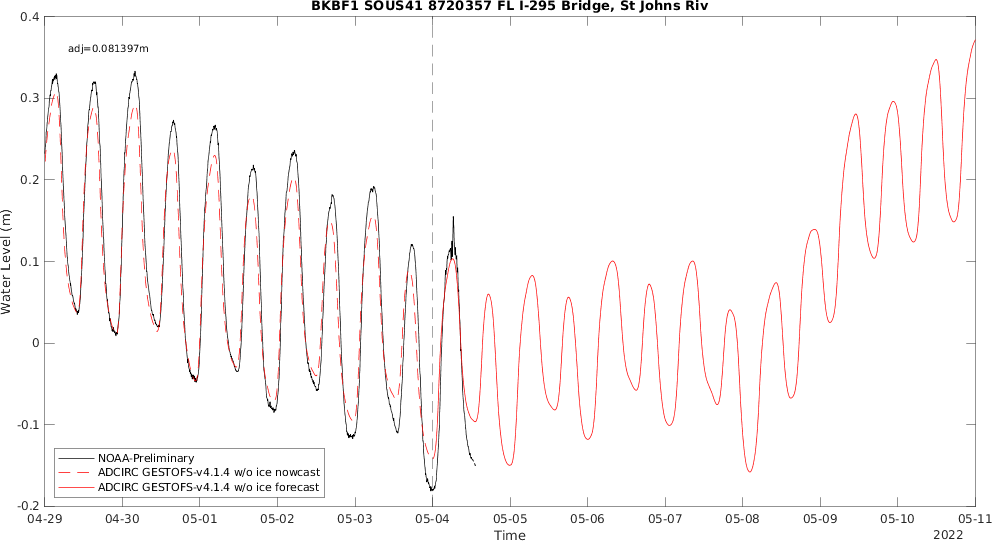 BKBF1 SOUS41 8720357 FL I-295 Bridge, St Johns Riv
adj=0.081397m
0.4
0.3
0.2
0.1
0
-0.1
-0.2
Water Level (m)
NOAA-Preliminary
ADCIRC GESTOFS-v4.1.4 w/o ice nowcast
ADCIRC GESTOFS-v4.1.4 w/o ice forecast
04-29 04-30 05-01 05-02 05-03 05-04 05-05 05-06 05-07 05-08 05-09 05-10 05-11
Time
2022